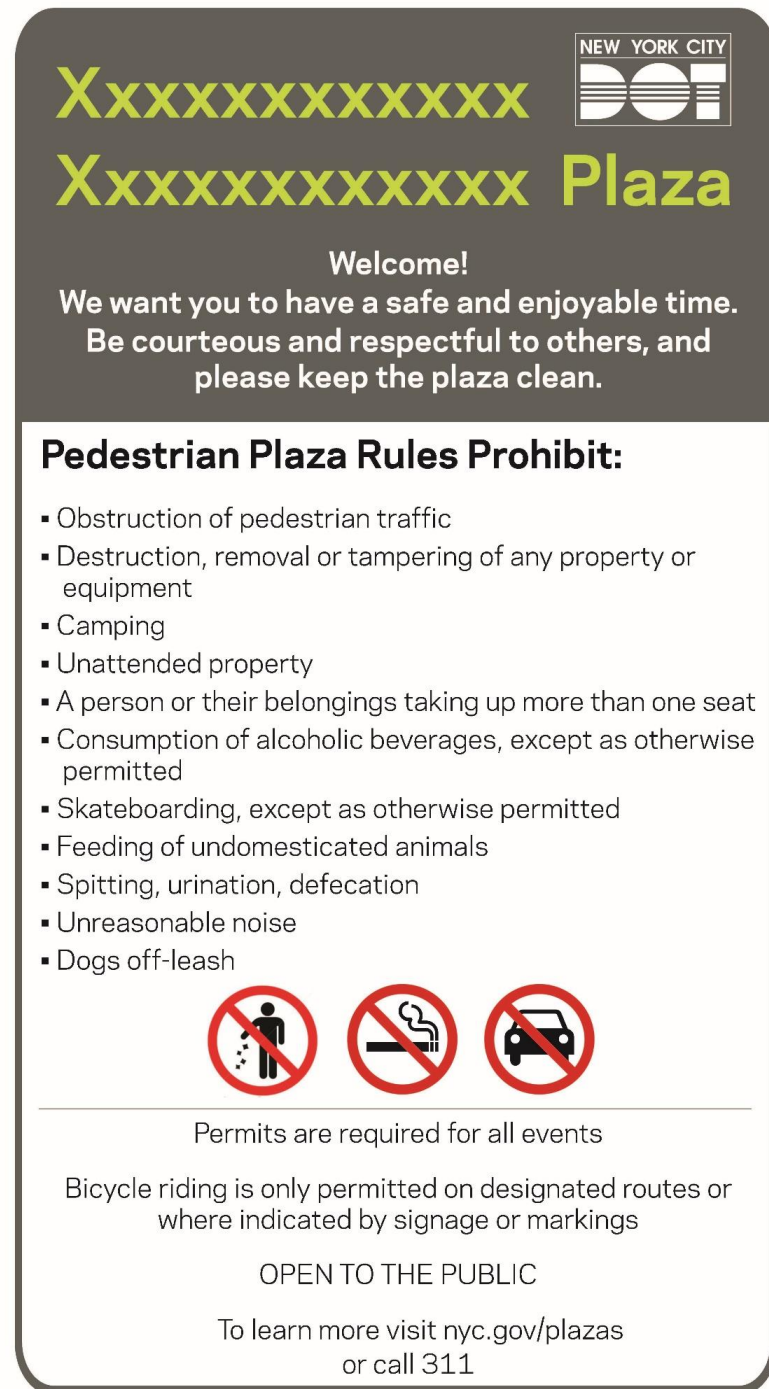 Xxxxxxxxxxxxx
NEW YORK CITY
DOT
Xxxxxxxxxxxxx Plaza
Welcome!
We want you to have a safe and enjoyable time.
Be courteous and respectful to others, and
please keep the plaza clean.
Pedestrian Plaza Rules Prohibit:
▪ Obstruction of pedestrian traffic
▪ Destruction, removal or tampering of any property or
equipment
▪ Camping
▪ Unattended property
▪ A person or their belongings taking up more than one seat
▪ Consumption of alcoholic beverages, except as otherwise
permitted
▪ Skateboarding, except as otherwise permitted
▪ Feeding of undomesticated animals
▪ Spitting, urination, defecation
▪ Unreasonable noise
▪ Dogs off-leash
Permits are required for all events
Bicycle riding is only permitted on designated routes or
where indicated by signage or markings
OPEN TO THE PUBLIC
To learn more visit nyc.gov/plazas
or call 311